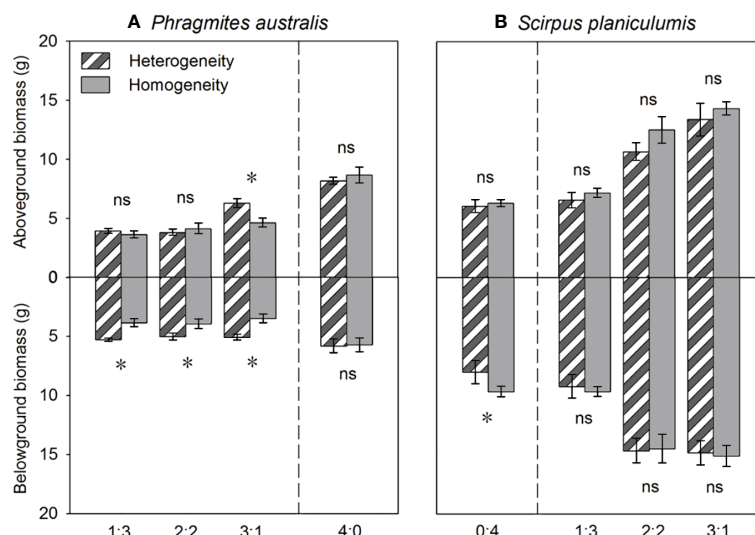 A Phragmites australis
B Scirpus planiculumis
Aboveground biomass (g)
Belowground biomass (g)
20
15
10
5
0
5
10
15
20
Heterogeneity
Homogeneity
ns
ns
*
ns
*
*
*
ns
1:3
2:2
3:1
4:0
ns
ns
ns
ns
*
ns
ns
ns
0:4
1:3
2:2
3:1